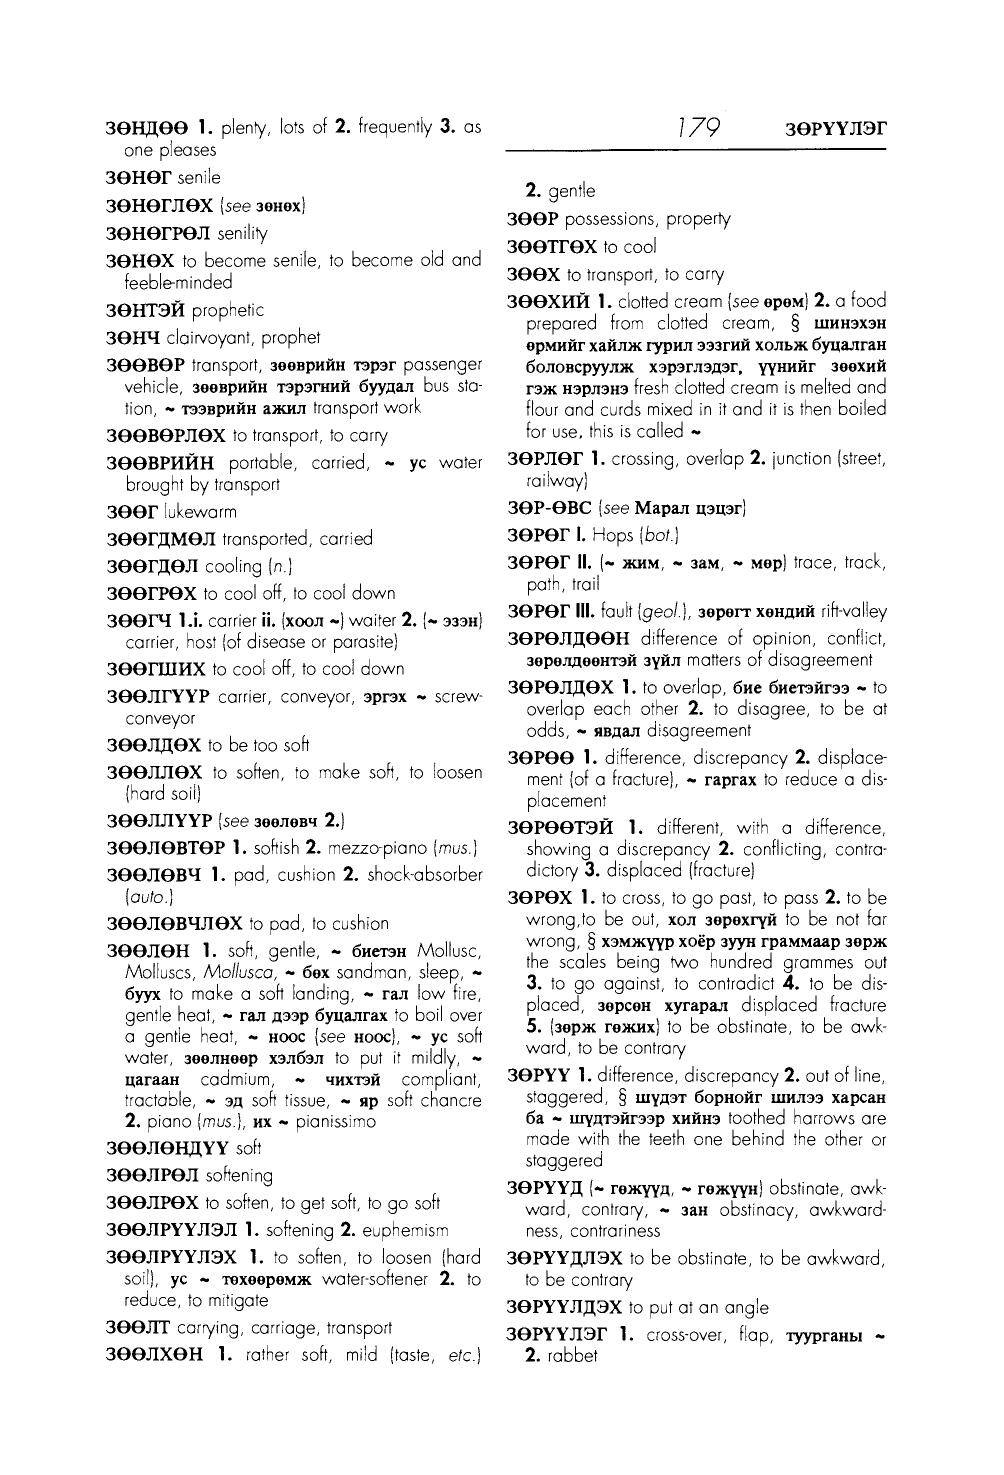 ЗӨНДӨӨ 1. plenty, lots of 2. frequently 3. as
one pleases
ЗӨНӨГ senile
ЗӨНӨГЛӨХ (see зөнөх)
ЗӨНӨГРӨЛ senility
ЗӨНӨХ to become senile, to become old and
feeble-minded
ЗӨНТЭЙ prophetic
ЗӨНЧ clairvoyant, prophet
ЗӨӨВӨР transport, зөөврийн тэрэг passenger
vehicle, зөөврийн тэрэгний буудал bus sta-
tion, ~ тээврийн ажил transport work
ЗӨӨВӨРЛӨХ to transport, to carry
ЗӨӨВРИЙН portable, carried, ~ ус water
brought by transport
ЗӨӨГ lukewarm
ЗӨӨГДМӨЛ transported, carried
ЗӨӨГДӨЛ cooling (n.)
ЗӨӨГРӨХ to cool off, to cool down
ЗӨӨГЧ 1.i. carrier ii. (хоол ~) waiter 2. (~ эзэн)
carrier, host (of disease or parasite)
ЗӨӨГШИХ to cool off, to cool down
ЗӨӨЛГҮҮР carrier, conveyor, эргэх ~ screw-
conveyor
ЗӨӨЛДӨХ to be too soft
ЗӨӨЛЛӨХ to soften, to make soft, to loosen
(hard soil)
ЗӨӨЛЛҮҮР (see зөөлөвч 2.)
ЗӨӨЛӨВТӨР 1. softish 2. mezzo-piano (mus.)
ЗӨӨЛӨВЧ 1. pad, cushion 2. shock-absorber
(auto.)
ЗӨӨЛӨВЧЛӨХ to pad, to cushion
ЗӨӨЛӨН 1. soft, gentle, ~ биетэн Mollusc,
Molluscs, Mollusca, ~ бөх sandman, sleep, ~
буух to make a soft landing, ~ гал low fire,
gentle heat, ~ гал дээр буцалгах to boil over
a gentle heat, ~ ноос (see ноос), ~ ус soft
water, зөөлнөөр хэлбэл to put it mildly, ~
цагаан cadmium, ~ чихтэй compliant,
tractable, ~ эд soft tissue, ~ яр soft chancre
2. piano (mus.), их ~ pianissimo
ЗӨӨЛӨНДҮҮ soft
ЗӨӨЛРӨЛ softening
ЗӨӨЛРӨХ to soften, to get soft, to go soft
ЗӨӨЛРҮҮЛЭЛ 1. softening 2. euphemism
ЗӨӨЛРҮҮЛЭХ 1. to soften, to loosen (hard
soil), ус ~ төхөөрөмж water-softener 2. to
reduce, to mitigate
ЗӨӨЛТ carrying, carriage, transport
ЗӨӨЛХӨН 1. rather soft, mild (taste, etc.)
179 ЗӨРҮҮЛЭГ
2. gentle
ЗӨӨР possessions, property
ЗӨӨТГӨХ to cool
ЗӨӨХ to transport, to carry
ЗӨӨХИЙ 1. clotted cream (see өрөм) 2. a food
prepared from clotted cream, § шинэхэн
өрмийг хайлж гурил ээзгий хольж буцалган
боловсруулж хэрэглэдэг, үүнийг зөөхий
гэж нэрлэнэ fresh clotted cream is melted and
flour and curds mixed in it and it is then boiled
for use, this is called ~
ЗӨРЛӨГ 1. crossing, overlap 2. junction (street,
railway)
ЗӨР-ӨВС (see Марал цэцэг)
ЗӨРӨГ I. Hops (bot.)
ЗӨРӨГ II. (~ жим, ~ зам, ~ мөр) trace, track,
path, trail
ЗӨРӨГ III. fault (geol.), зөрөгт хөндий rift-valley
ЗӨРӨЛДӨӨН difference of opinion, conflict,
зөрөлдөөнтэй зүйл matters of disagreement
ЗӨРӨЛДӨХ 1. to overlap, бие биетэйгээ ~ to
overlap each other 2. to disagree, to be at
odds, ~ явдал disagreement
ЗӨРӨӨ 1. difference, discrepancy 2. displace-
ment (of a fracture), ~ гаргах to reduce a dis-
placement
ЗӨРӨӨТЭЙ 1. different, with a difference,
showing a discrepancy 2. conflicting, contra-
dictory 3. displaced (fracture)
ЗӨРӨХ 1. to cross, to go past, to pass 2. to be
wrong,to be out, хол зөрөхгүй to be not far
wrong, § хэмжүүр хоёр зуун граммаар зөрж
the scales being two hundred grammes out
3. to go against, to contradict 4. to be dis-
placed, зөрсөн хугарал displaced fracture
5. (зөрж гөжих) to be obstinate, to be awk-
ward, to be contrary
ЗӨРҮҮ 1. difference, discrepancy 2. out of line,
staggered, § шүдэт борнойг шилээ харсан
ба ~ шүдтэйгээр хийнэ toothed harrows are
made with the teeth one behind the other or
staggered
ЗӨРҮҮД (~ гөжүүд, ~ гөжүүн) obstinate, awk-
ward, contrary, ~ зан obstinacy, awkward-
ness, contrariness
ЗӨРҮҮДЛЭХ to be obstinate, to be awkward,
to be contrary
ЗӨРҮҮЛДЭХ to put at an angle
ЗӨРҮҮЛЭГ 1. cross-over, flap, туурганы ~
2. rabbet